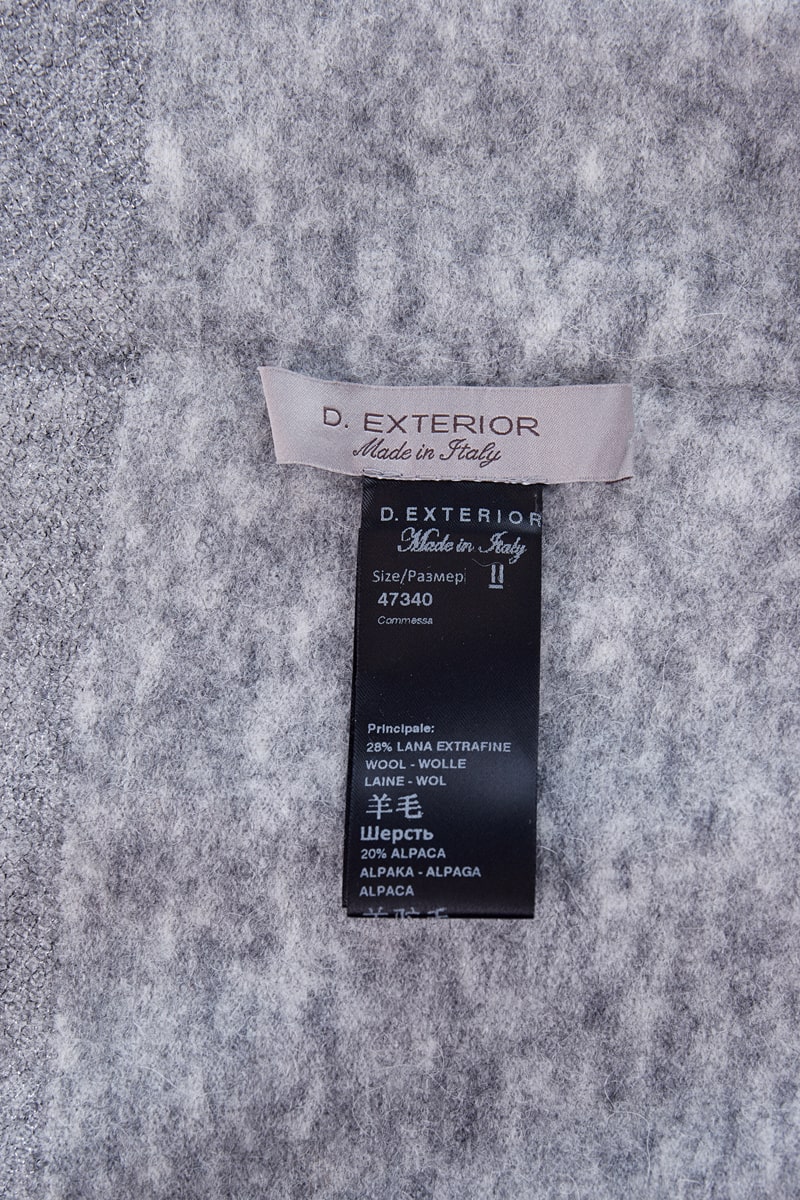 D. EXTERIOR
Made in Italy
D. EXTERIOR
Made in Italy
Size/Размер II
47340
Commessa
Principale:
28% LANA EXTRAFINE
WOOL - WOLLE
LAINE - WOL
羊毛
Шерсть
20% ALPACA
ALPAKA - ALPAGA
ALPACA